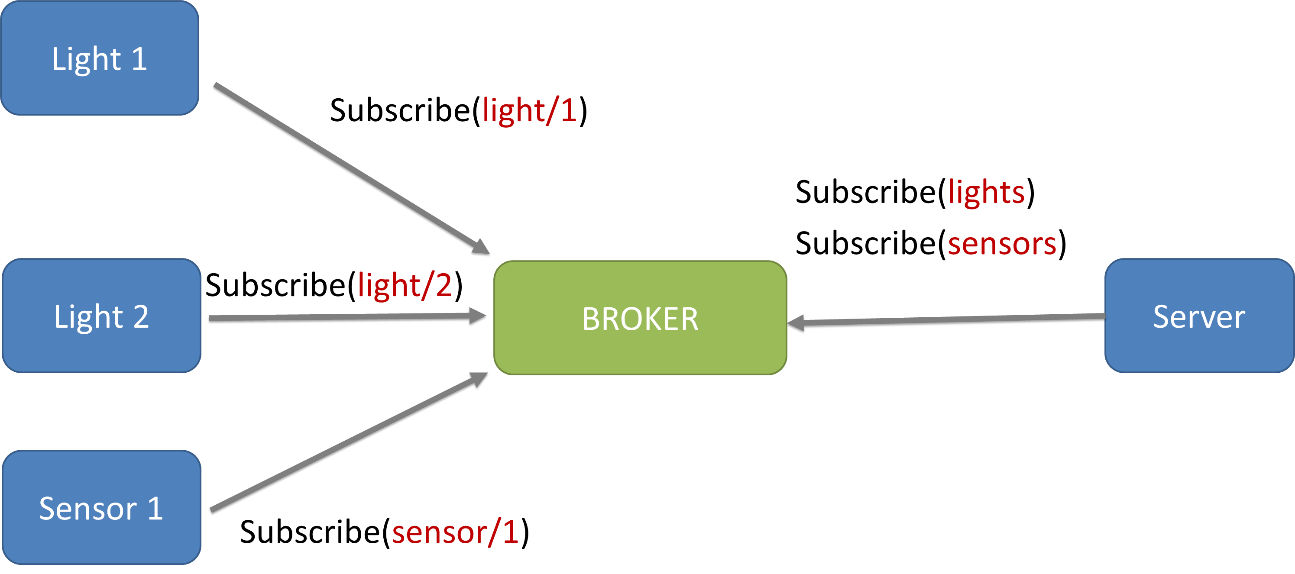 Light 1
Subscribe(light/1)
Subscribe(lights)
Subscribe(sensors)
Light 2
Subscribe(light/2)
BROKER
Server
Sensor 1
Subscribe(sensor/1)